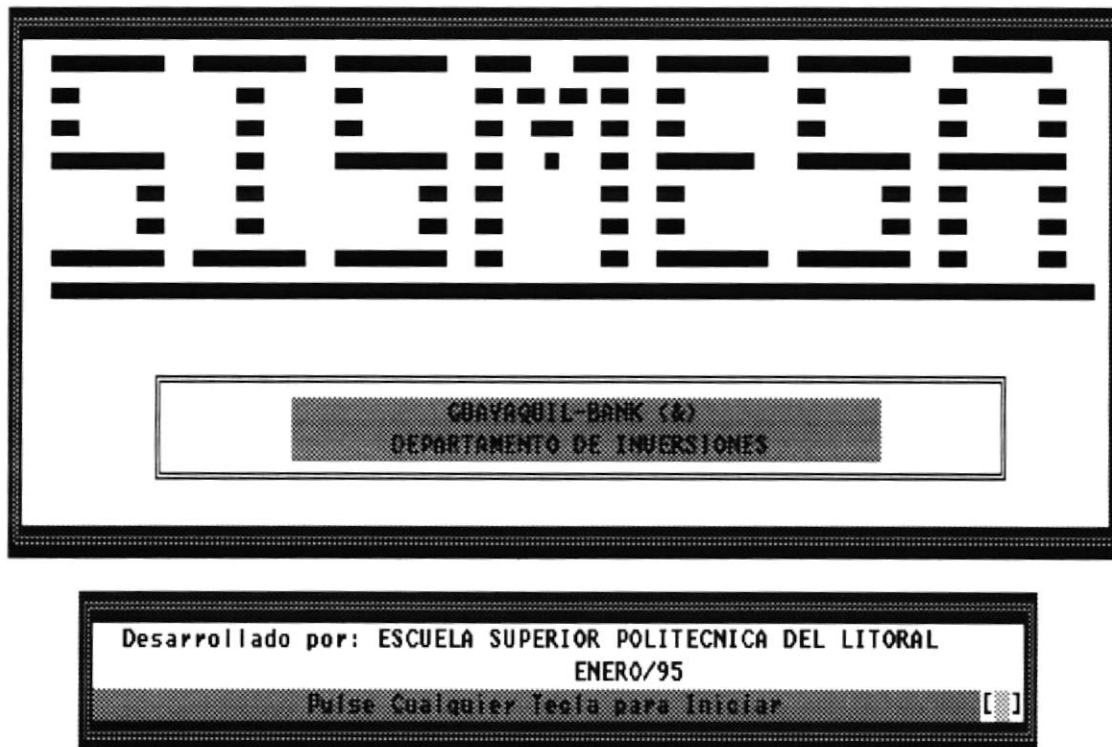 SISMESA
GUAYAQUIL-BANK (&)
DEPARTAMENTO DE INVERSIONES
Desarrollado por: ESCUELA SUPERIOR POLITECNICA DEL LITORAL
ENERO/95
Pulse Cualquier Tecla para Iniciar [ ]